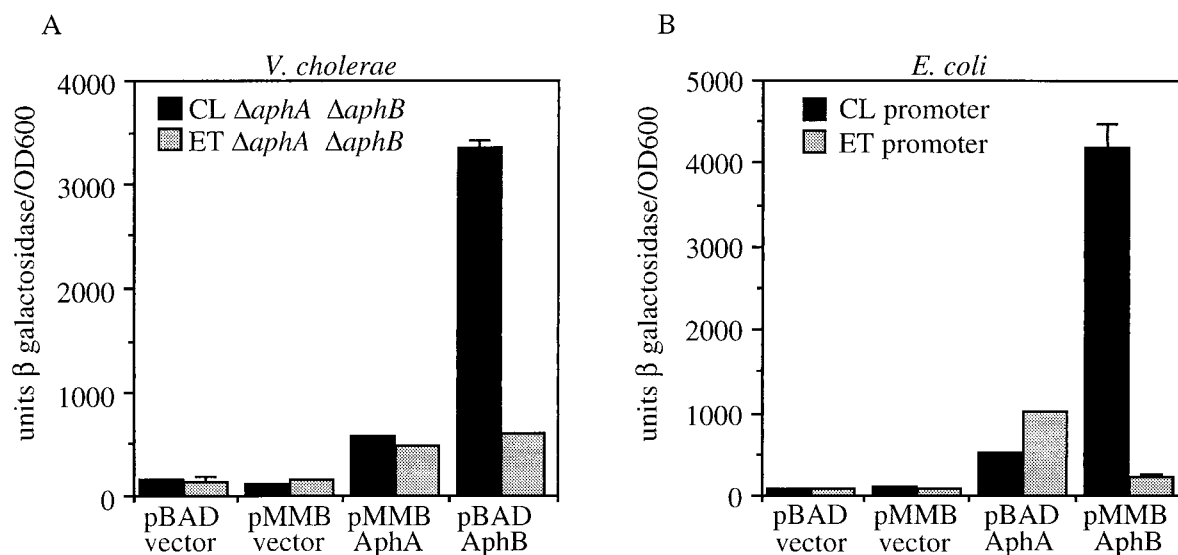 A
V. cholerae
4000
3000
2000
1000
0
units β galactosidase/OD600
CL ΔaphA ΔaphB
ET ΔaphA ΔaphB
pBAD vector
pMMB vector
pMMB AphA
pBAD AphB
B
E. coli
5000
4000
3000
2000
1000
0
units β galactosidase/OD600
CL promoter
ET promoter
pBAD vector
pMMB vector
pBAD AphA
pMMB AphB